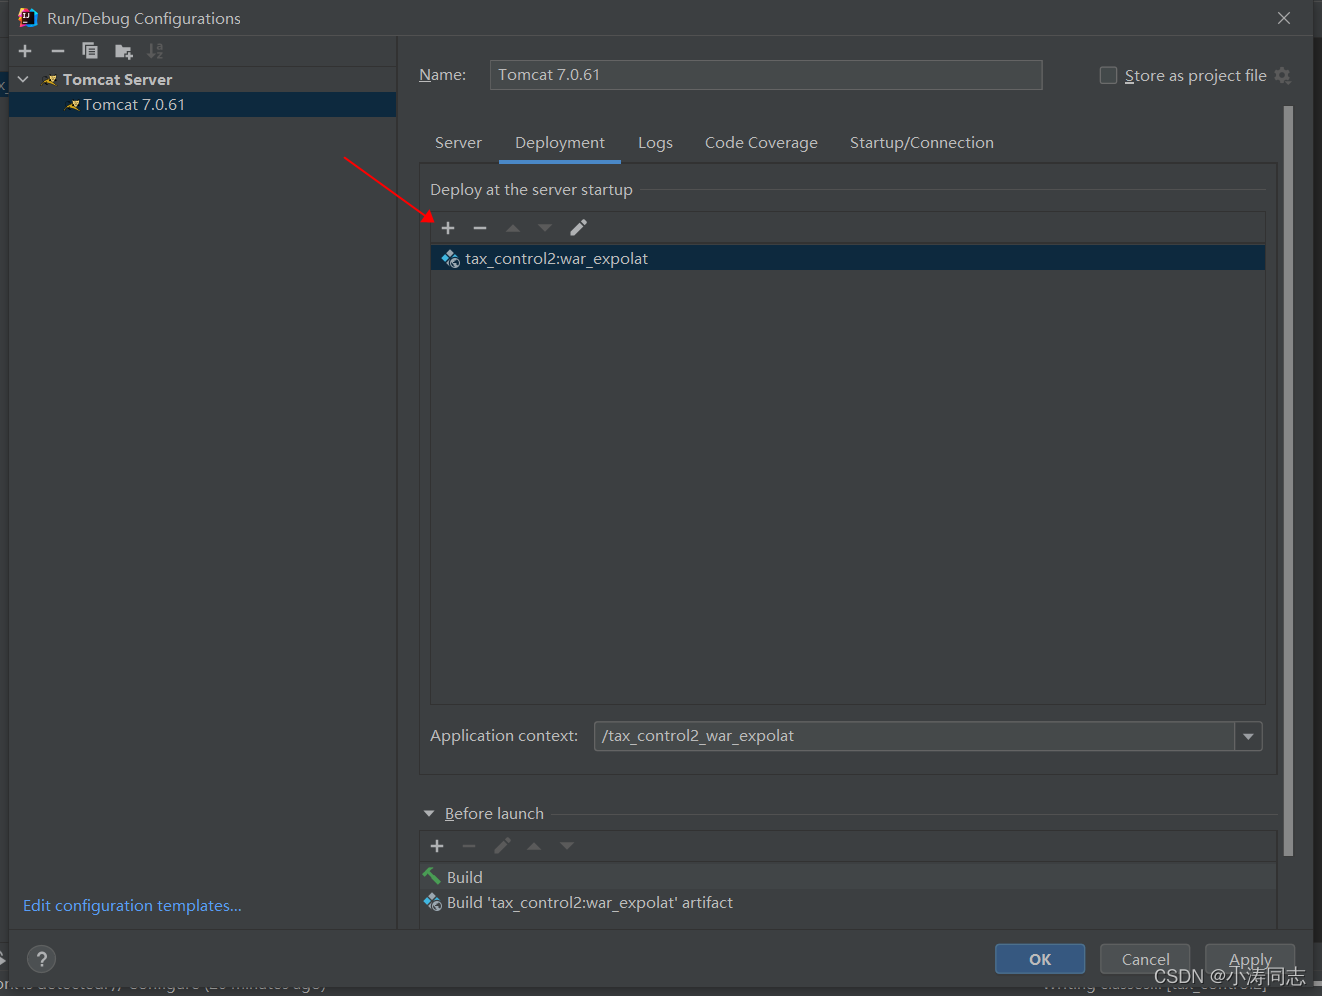 Run/Debug Configurations
Tomcat Server
Tomcat 7.0.61
Name: Tomcat 7.0.61
Store as project file
Server Deployment Logs Code Coverage Startup/Connection
Deploy at the server startup
tax_control2:war_expolat
Application context: /tax_control2_war_expolat
Before launch
Build
Build 'tax_control2:war_expolat' artifact
Edit configuration templates...
?
OK Cancel Apply
CSDN @小涛同志